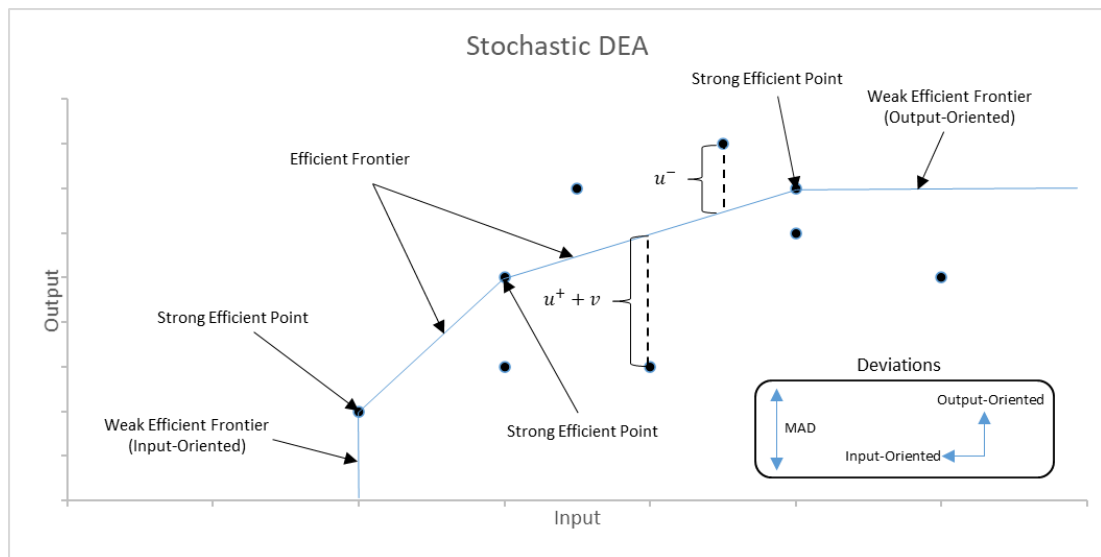 Stochastic DEA
Strong Efficient Point
Weak Efficient Frontier
(Output-Oriented)
Efficient Frontier
u⁻
Output
u⁺ + v
Strong Efficient Point
Deviations
Output-Oriented
MAD
Input-Oriented
Weak Efficient Frontier
(Input-Oriented)
Strong Efficient Point
Input